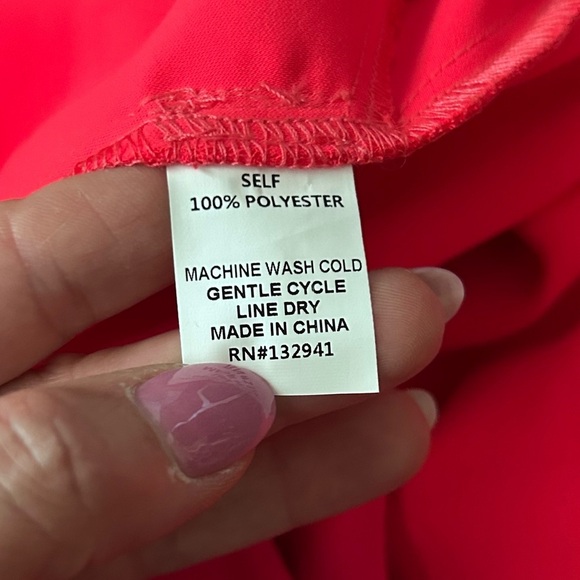 SELF
100% POLYESTER
MACHINE WASH COLD
GENTLE CYCLE
LINE DRY
MADE IN CHINA
RN#132941